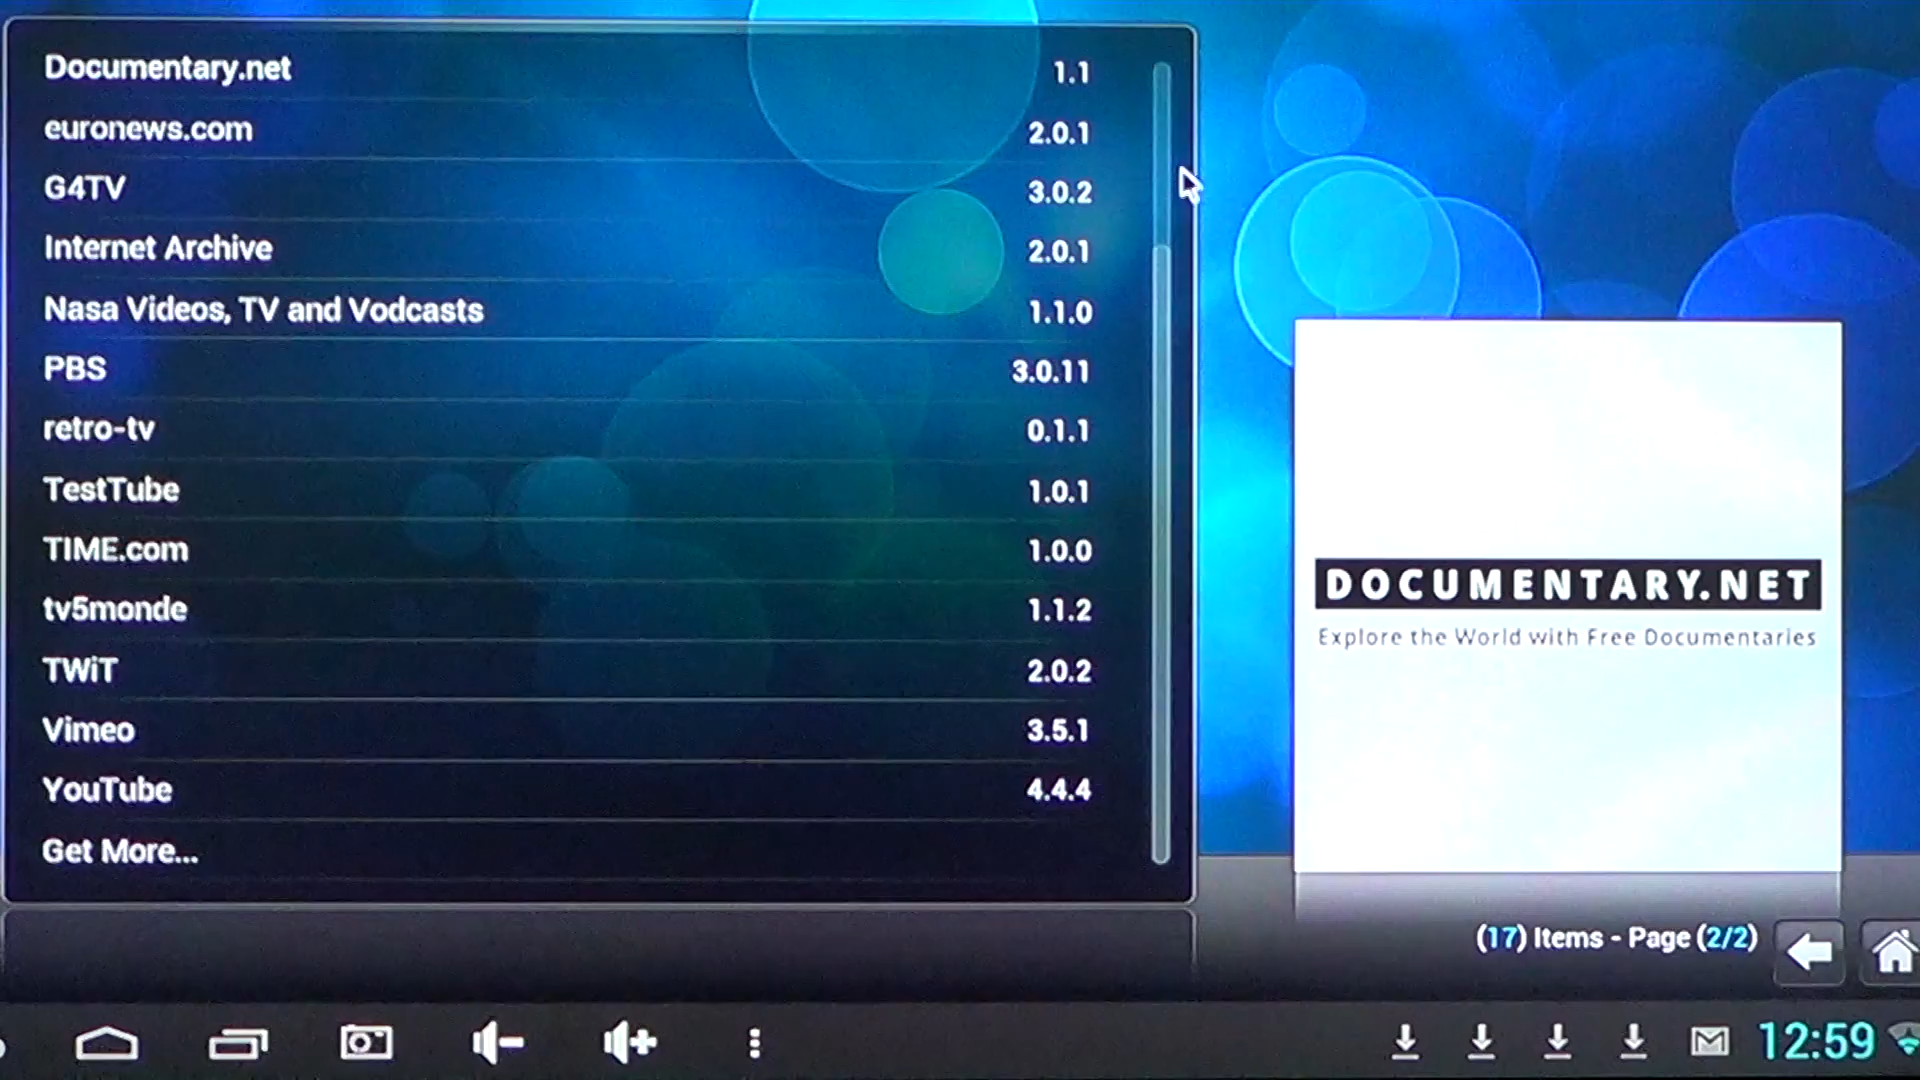 Documentary.net 1.1
euronews.com 2.0.1
G4TV 3.0.2
Internet Archive 2.0.1
Nasa Videos, TV and Vodcasts 1.1.0
PBS 3.0.11
retro-tv 0.1.1
TestTube 1.0.1
TIME.com 1.0.0
tv5monde 1.1.2
TWiT 2.0.2
Vimeo 3.5.1
YouTube 4.4.4
Get More...
DOCUMENTARY.NET
Explore the World with Free Documentaries
(17) Items - Page (2/2)
12:59